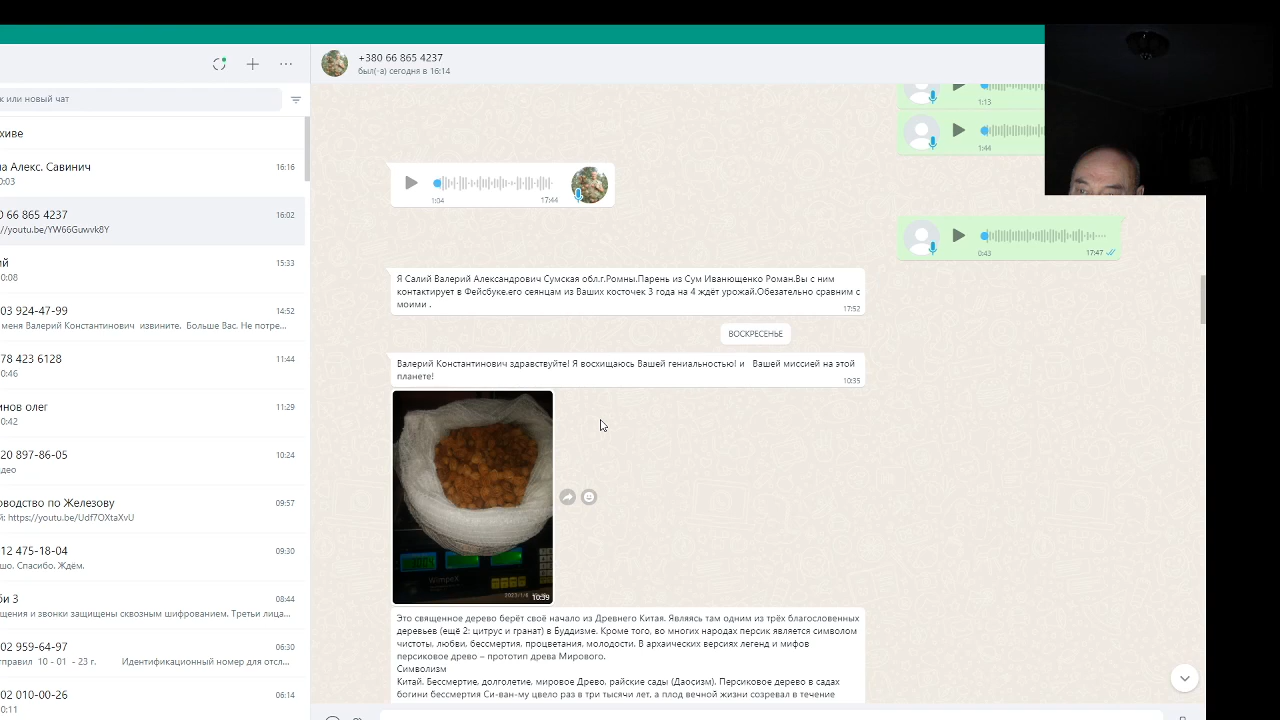 +380 66 865 4237
был(-а) сегодня в 16:14
к или новый чат
хиве
а Алекс. Савинич
16:16
0:03
0 66 865 4237
16:02
//youtu.be/YW66Guwvk8Y
ий
15:33
0:08
03 924-47-99
14:52
меня Валерий Константинович извините. Больше Вас. Не потре...
78 423 6128
11:44
0:46
инов олег
11:29
0:42
20 897-86-05
10:24
део
оводство по Железову
09:57
й: https://youtu.be/Udf7OXtaXvU
12 475-18-04
09:30
шо. Спасибо. Ждем.
би 3
08:44
щения и звонки защищены сквозным шифрованием. Третьи лица...
02 959-64-97
06:30
правил 10 - 01 - 23 г. Идентификационный номер для отсл...
02 010-00-26
06:14
0:11
1:13
1:44
1:04
17:44
0:43
17:47
Я Салий Валерий Александрович Сумская обл.г.Ромны.Парень из Сум Иванющенко Роман.Вы с ним
контактирует в Фейсбуке.его сеянцам из Ваших косточек 3 года на 4 ждёт урожай.Обезательно сравним с
моими .
17:52
ВОСКРЕСЕНЬЕ
Валерий Константинович здравствуйте! Я восхищаюсь Вашей гениальностью! и Вашей миссией на этой
планете!
10:35
WimpeX
10:39
Это священное дерево берёт своё начало из Древнего Китая. Являясь там одним из трёх благословенных
деревьев (ещё 2: цитрус и гранат) в Буддизме. Кроме того, во многих народах персик является символом
чистоты, любви, бессмертия, процветания, молодости. В архаических версиях легенд и мифов
персиковое древо – прототип древа Мирового.
Символизм
Китай. Бессмертие, долголетие, мировое Древо, райские сады (Даосизм). Персиковое дерево в садах
богини бессмертия Си-ван-му цвело раз в три тысячи лет, а плод вечной жизни созревал в течение